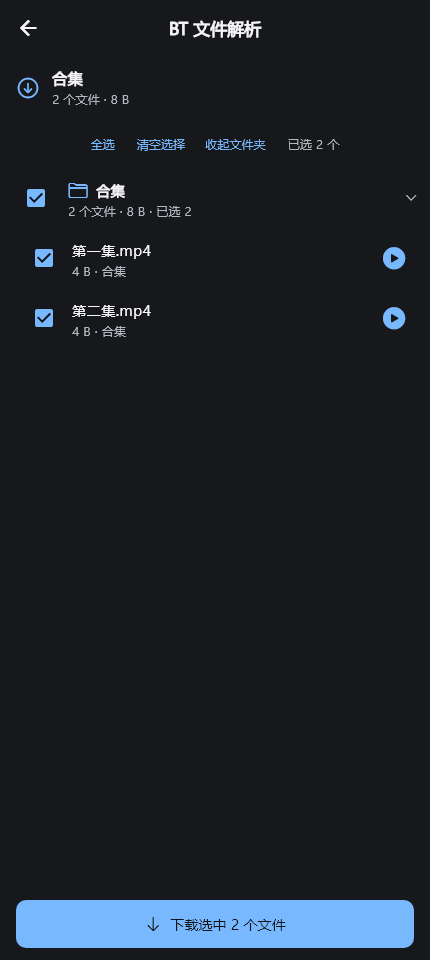 BT 文件解析
合集
2 个文件 · 8 B
全选 清空选择 收起文件夹 已选 2 个
合集
2 个文件 · 8 B · 已选 2
第一集.mp4
4 B · 合集
第二集.mp4
4 B · 合集
下载选中 2 个文件